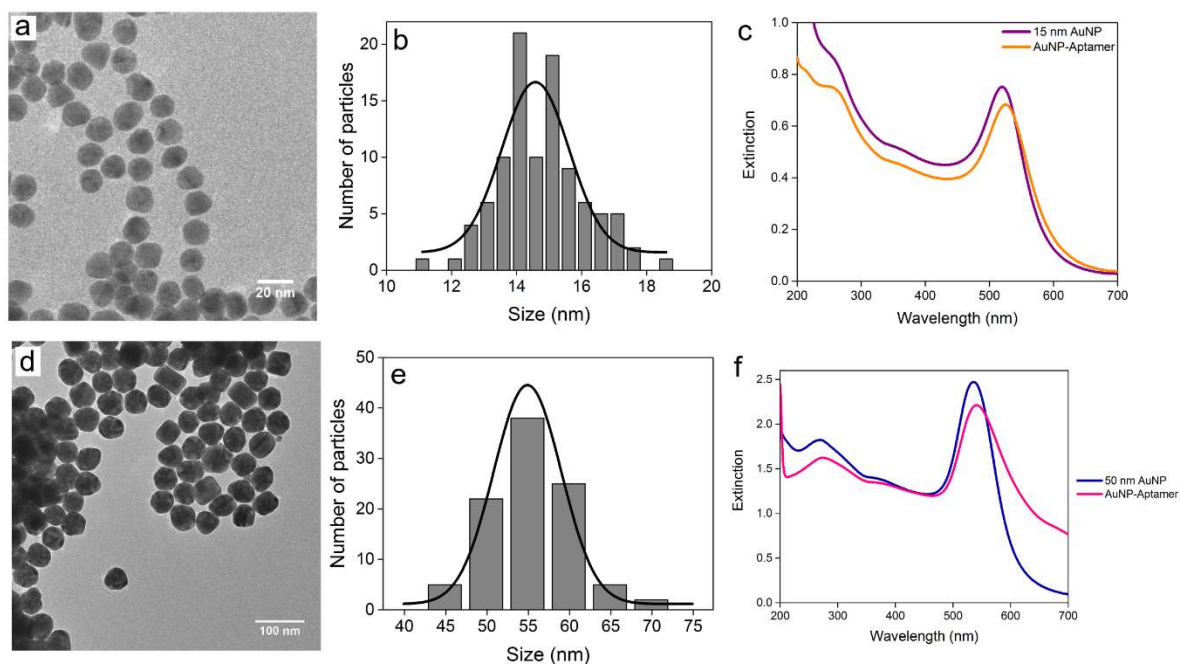 a
20 nm
b
Number of particles
20
15
10
5
0
10 12 14 16 18 20
Size (nm)
c
15 nm AuNP
AuNP-Aptamer
Extinction
1.0
0.8
0.6
0.4
0.2
0.0
200 300 400 500 600 700
Wavelength (nm)
d
100 nm
e
Number of particles
50
40
30
20
10
0
40 45 50 55 60 65 70 75
Size (nm)
f
50 nm AuNP
AuNP-Aptamer
Extinction
2.5
2.0
1.5
1.0
0.5
0.0
200 300 400 500 600 700
Wavelength (nm)